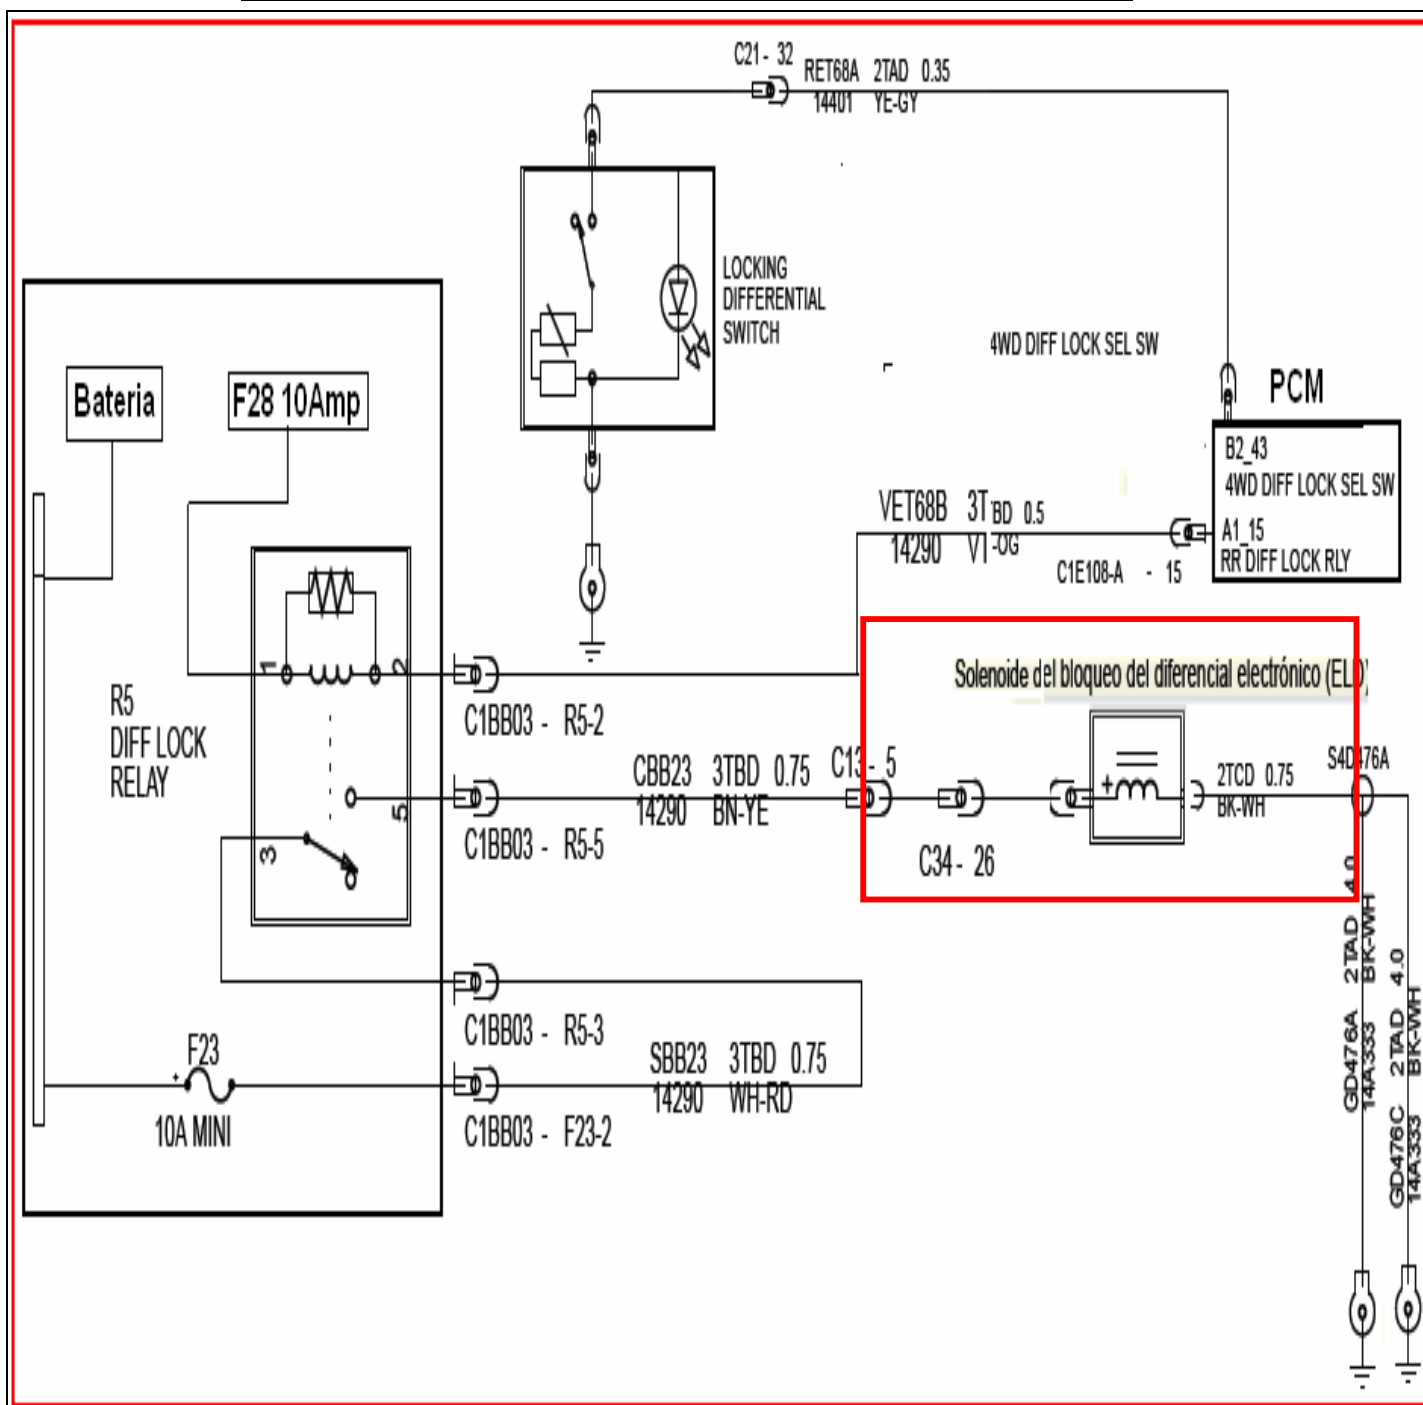 C21 - 32
RET68A 2TAD 0.35
14401 YE-GY
LOCKING
DIFFERENTIAL
SWITCH
4WD DIFF LOCK SEL SW
PCM
B2_43
4WD DIFF LOCK SEL SW
A1_15
RR DIFF LOCK RLY
VET68B 3TBD 0.5
14290 VT-OG
C1E108-A - 15
Bateria
F28 10Amp
1
2
R5
DIFF LOCK
RELAY
5
3
C1BB03 - R5-2
Solenoide del bloqueo del diferencial electrónico (ELD)
CBB23 3TBD 0.75
14290 BN-YE
C13 - 5
C1BB03 - R5-5
C34 - 26
+
2TCD 0.75
BK-WH
S4D476A
C1BB03 - R5-3
SBB23 3TBD 0.75
14290 WH-RD
F23
+
10A MINI
C1BB03 - F23-2
GD476A 2TAD 4.0
14A333 BK-WH
GD476C 2TAD 4.0
14A333 BK-WH